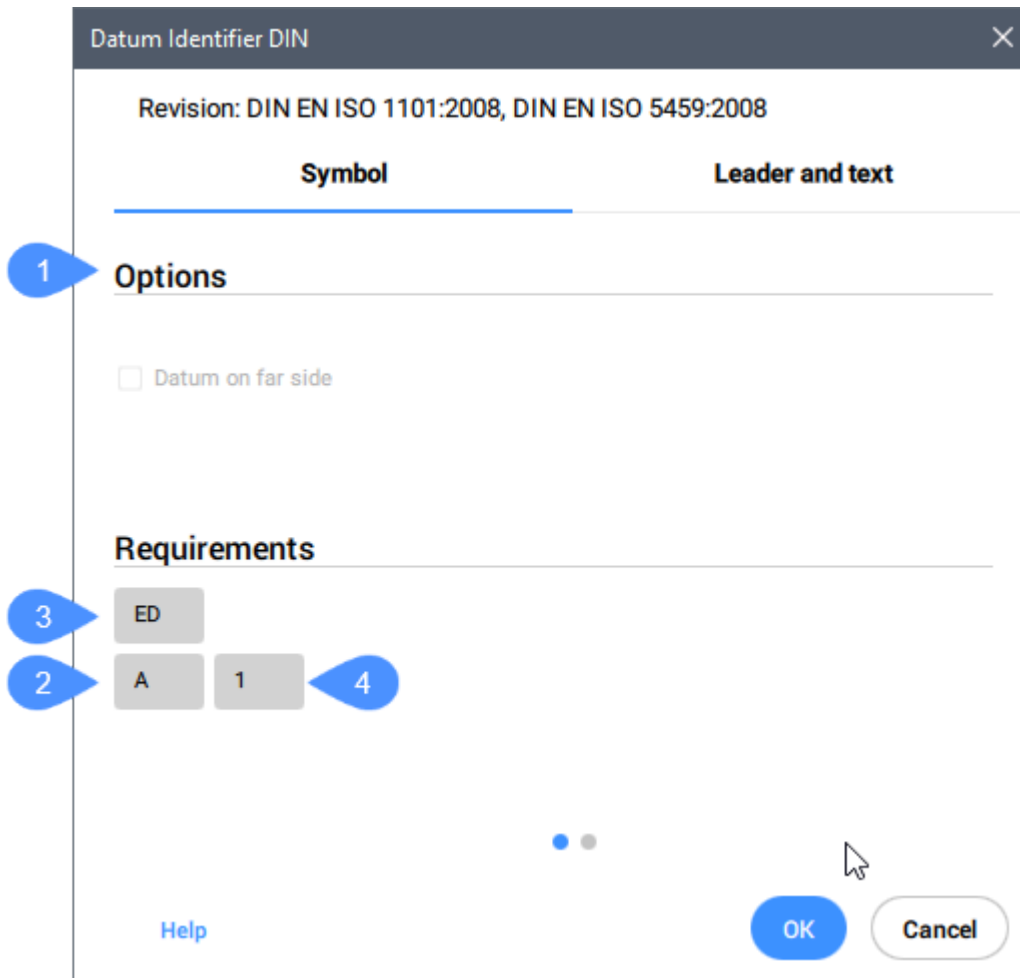 Datum Identifier DIN
Revision: DIN EN ISO 1101:2008, DIN EN ISO 5459:2008
Symbol Leader and text
1 Options
Datum on far side
Requirements
3 ED
2 A 1 4
Help OK Cancel